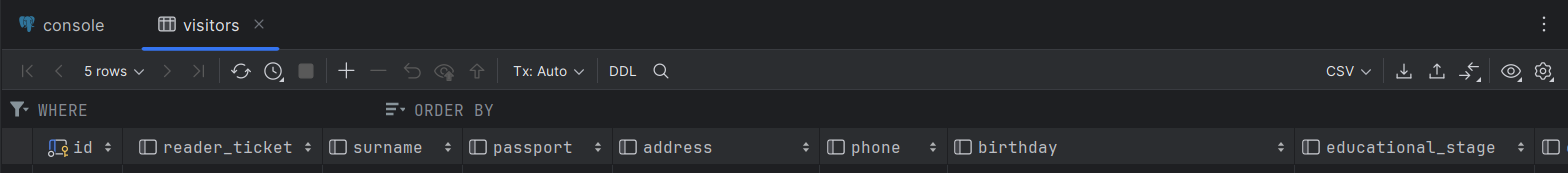 console visitors
5 rows Tx: Auto DDL CSV
WHERE ORDER BY
id reader_ticket surname passport address phone birthday educational_stage